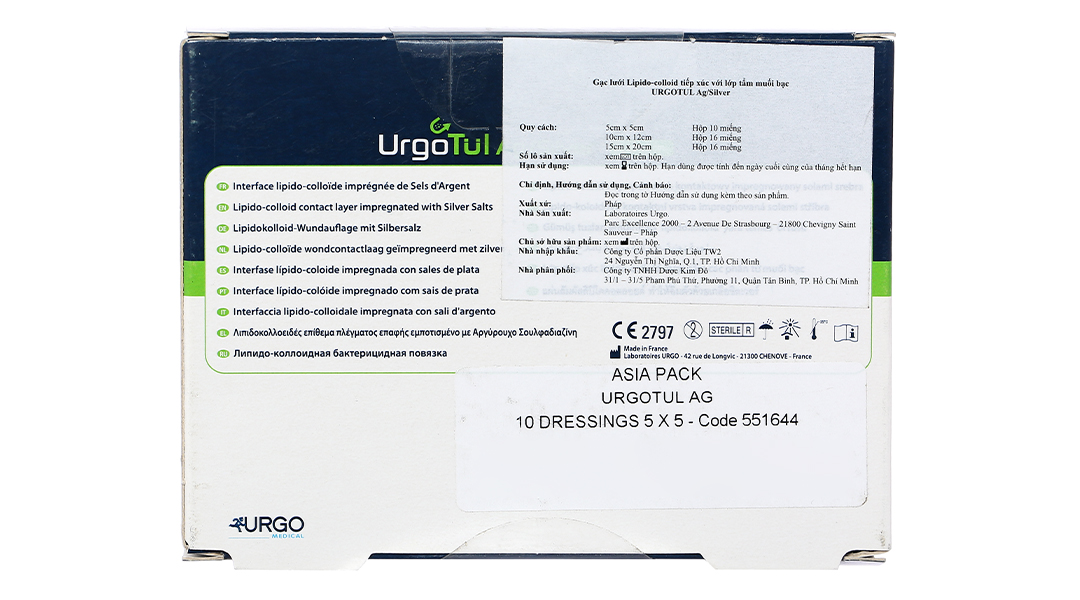 UrgoTul
FR Interface lipido-colloïde imprégnée de Sels d'Argent
EN Lipido-colloid contact layer impregnated with Silver Salts
DE Lipidokolloid-Wundauflage mit Silbersalz
NL Lipido-colloïde wondcontactlaag geïmpregneerd met zilver
ES Interfase lípido-coloide impregnada con sales de plata
PT Interface lípido-colóide impregnado com sais de prata
IT Interfaccia lipido-colloidale impregnata con sali d'argento
EL Λιπιδοκολλοειδές επίθεμα πλέγματος επαφής εμποτισμένο με Αργύρουχο Σουλφαδιαζίνη
RU Липидо-коллоидная бактерицидная повязка
Gạc lưới Lipido-colloid tiếp xúc với lớp tẩm muối bạc
URGOTUL Ag/Silver
Quy cách: 5cm x 5cm Hộp 10 miếng
10cm x 12cm Hộp 16 miếng
15cm x 20cm Hộp 16 miếng
Số lô sản xuất: xem LOT trên hộp.
Hạn sử dụng: xem trên hộp. Hạn dùng được tính đến ngày cuối cùng của tháng hết hạn
Chỉ định, Hướng dẫn sử dụng, Cảnh báo:
Đọc trong tờ Hướng dẫn sử dụng kèm theo sản phẩm.
Xuất xứ: Pháp
Nhà Sản xuất: Laboratoires Urgo.
Parc Excellence 2000 – 2 Avenue De Strasbourg – 21800 Chevigny Saint
Sauveur – Pháp
Chủ sở hữu sản phẩm: xem trên hộp.
Nhà nhập khẩu: Công ty Cổ phần Dược Liệu TW2
24 Nguyễn Thị Nghĩa, Q.1, TP. Hồ Chí Minh
Nhà phân phối: Công ty TNHH Dược Kim Đô
31/1 – 31/5 Phạm Phú Thứ, Phường 11, Quận Tân Bình, TP. Hồ Chí Minh
CE 2797 STERILE R
Made in France
Laboratoires URGO - 42 rue de Longvic - 21300 CHENOVE - France
ASIA PACK
URGOTUL AG
10 DRESSINGS 5 X 5 - Code 551644
URGO
MEDICAL